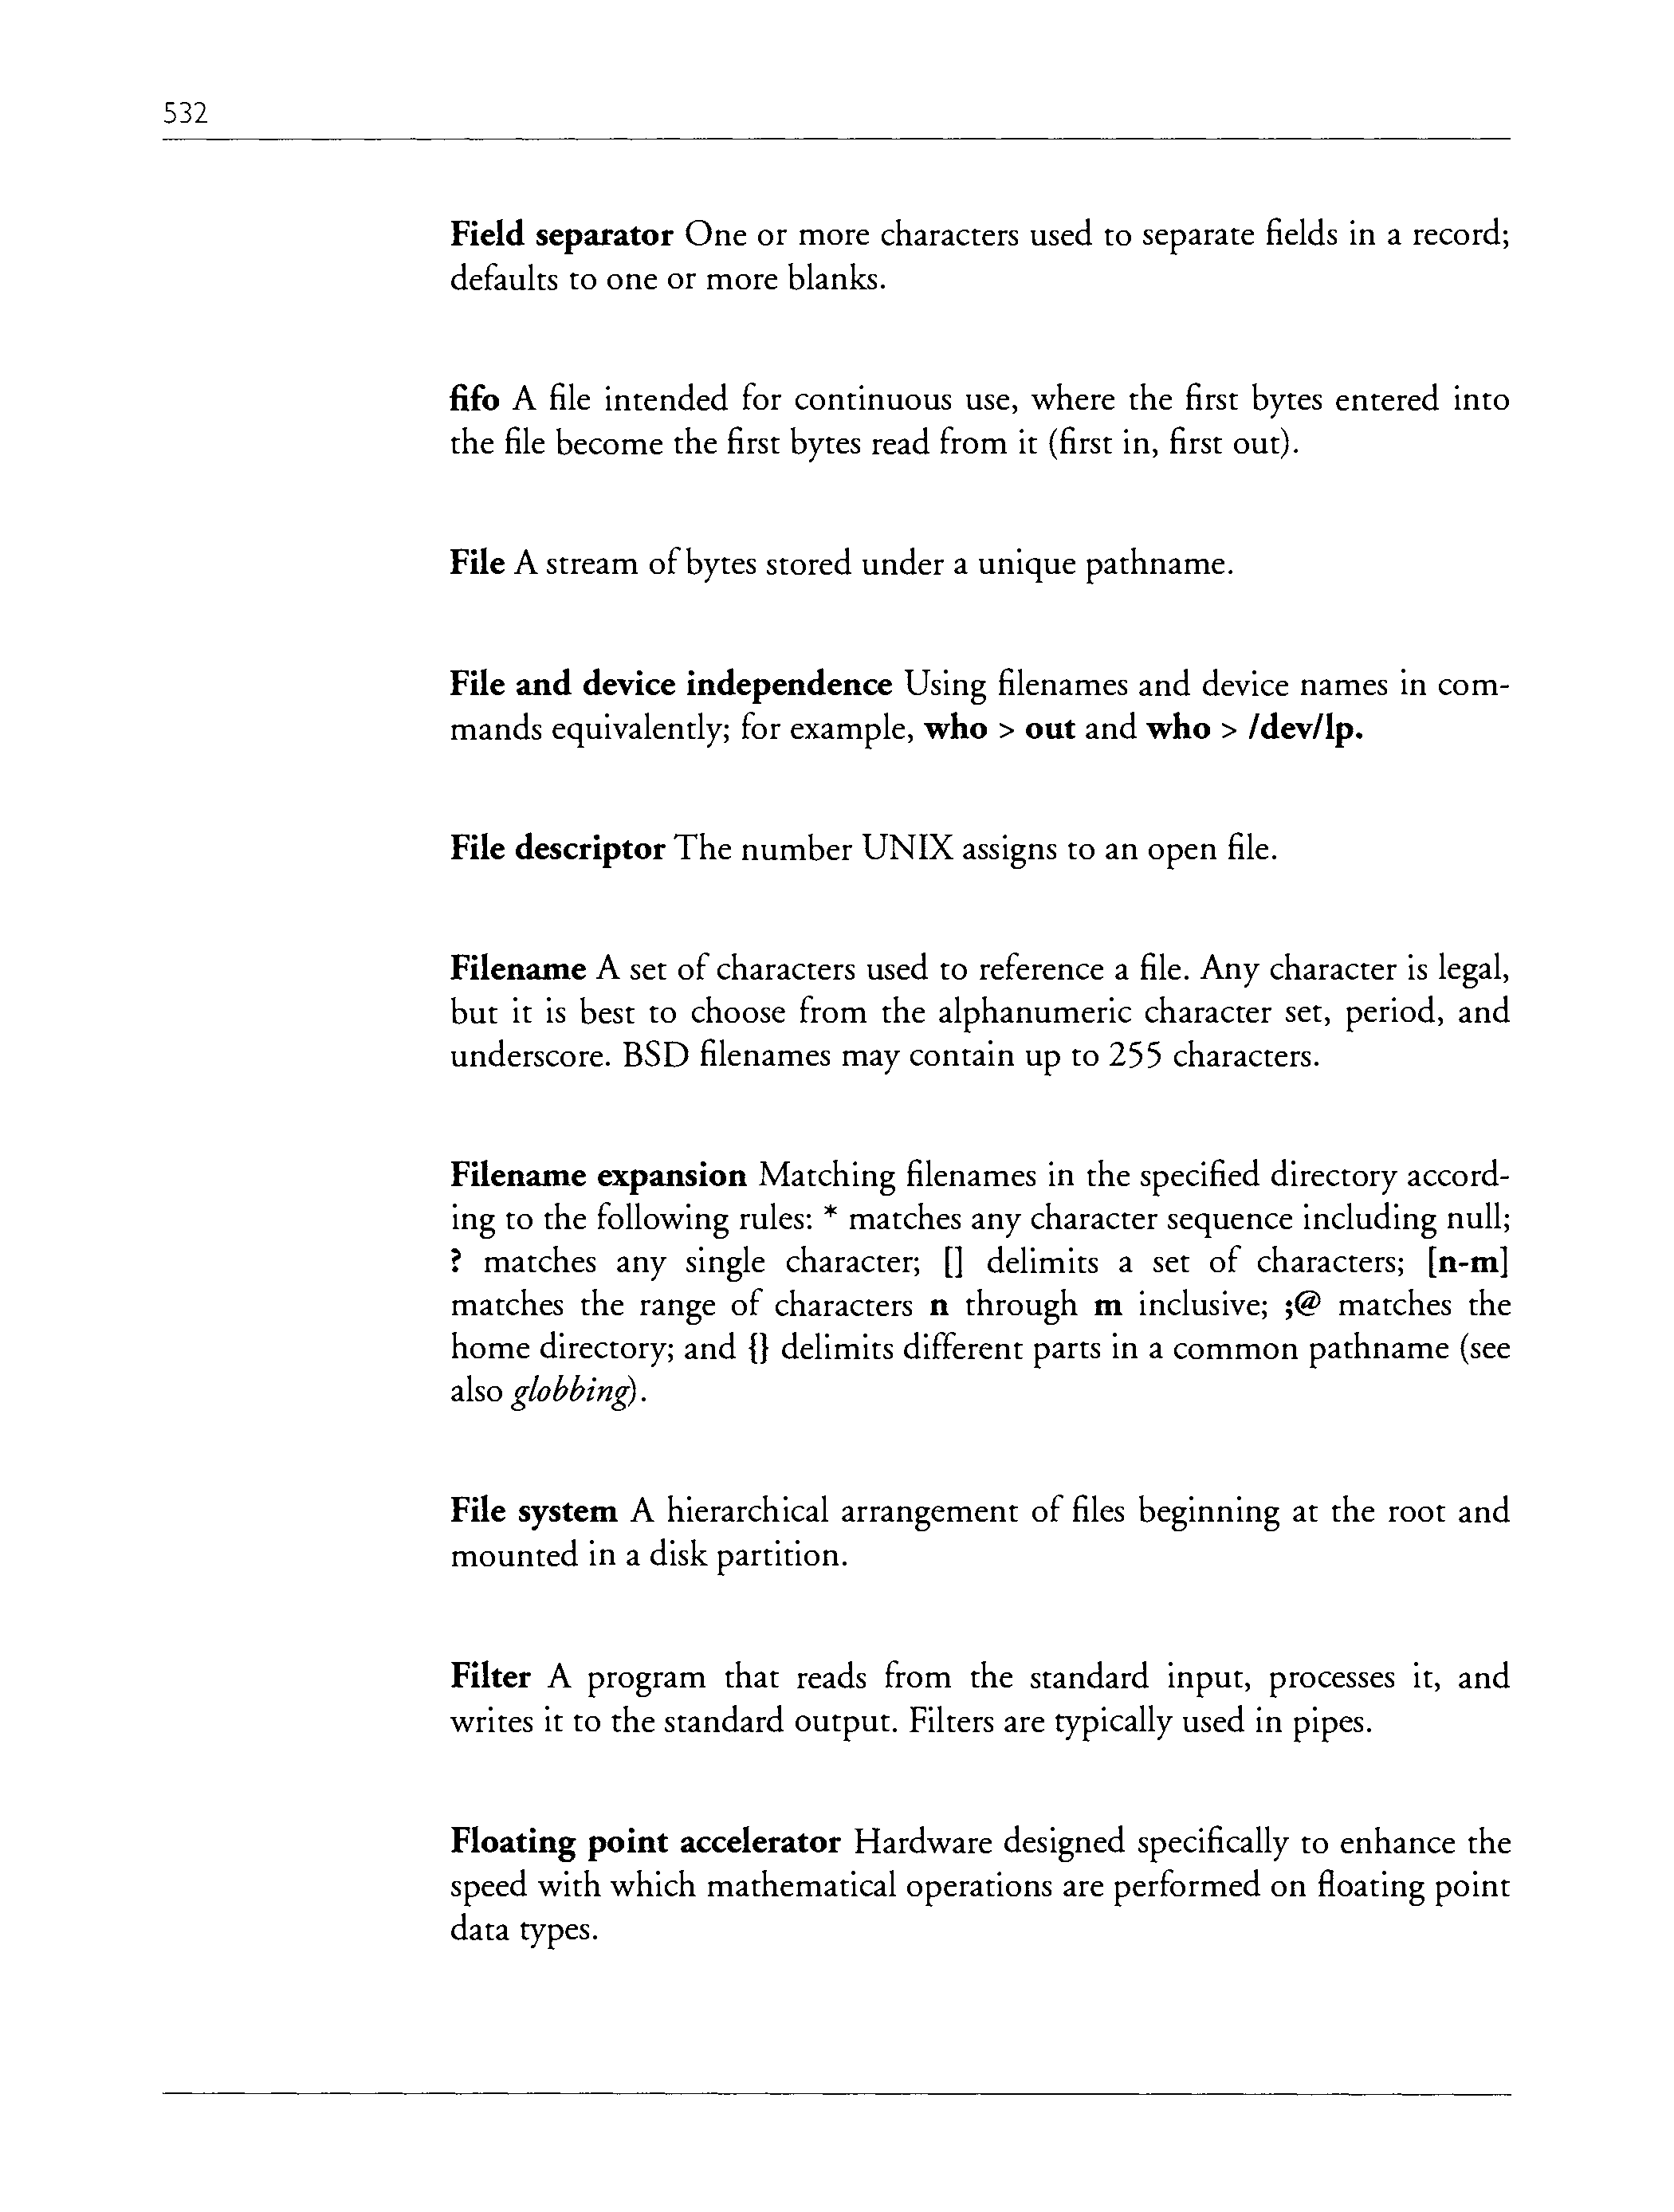 532
Field separator One or more characters used to separate fields in a record;
defaults to one or more blanks.
fifo A file intended for continuous use, where the first bytes entered into
the file become the first bytes read from it (first in, first out).
File A stream of bytes stored under a unique pathname.
File and device independence Using filenames and device names in com-
mands equivalently; for example, who > out and who > /dev/lp.
File descriptor The number UNIX assigns to an open file.
Filename A set of characters used to reference a file. Any character is legal,
but it is best to choose from the alphanumeric character set, period, and
underscore. BSD filenames may contain up to 255 characters.
Filename expansion Matching filenames in the specified directory accord-
ing to the following rules: * matches any character sequence including null;
? matches any single character; [] delimits a set of characters; [n-m]
matches the range of characters n through m inclusive; ;@ matches the
home directory; and {} delimits different parts in a common pathname (see
also globbing).
File system A hierarchical arrangement of files beginning at the root and
mounted in a disk partition.
Filter A program that reads from the standard input, processes it, and
writes it to the standard output. Filters are typically used in pipes.
Floating point accelerator Hardware designed specifically to enhance the
speed with which mathematical operations are performed on floating point
data types.